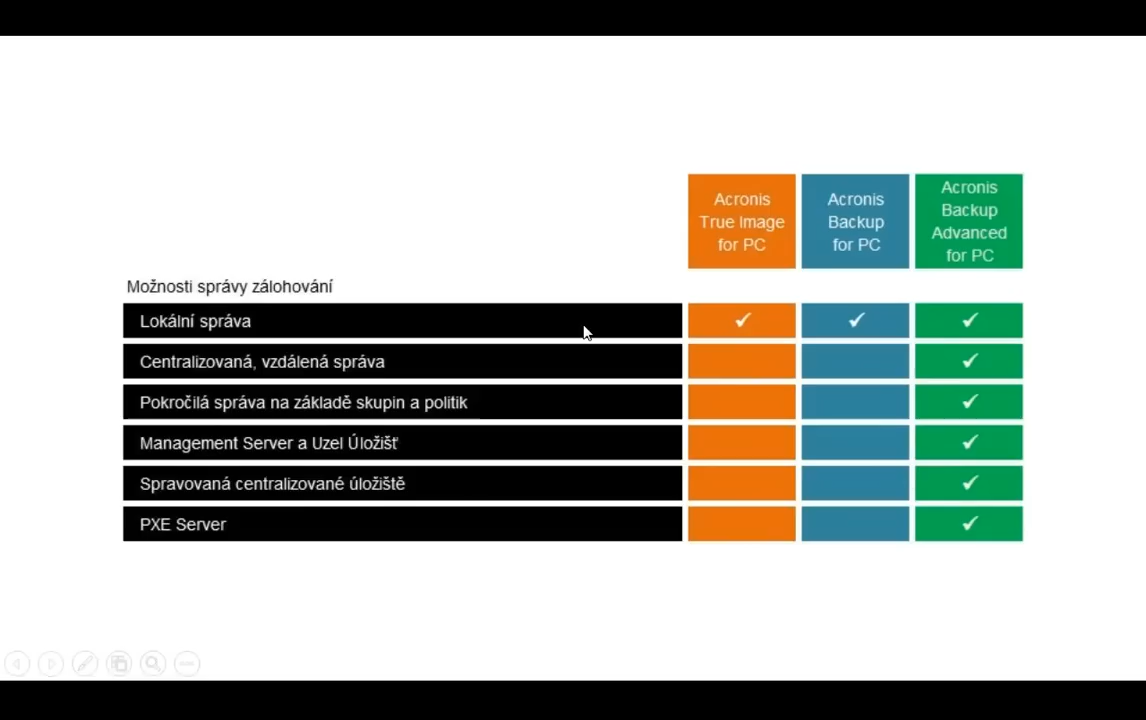 Acronis
True Image
for PC
Acronis
Backup
for PC
Acronis
Backup
Advanced
for PC
Možnosti správy zálohování
Lokální správa ✓ ✓ ✓
Centralizovaná, vzdálená správa ✓
Pokročilá správa na základě skupin a politik ✓
Management Server a Uzel Úložišť ✓
Spravovaná centralizované úložiště ✓
PXE Server ✓